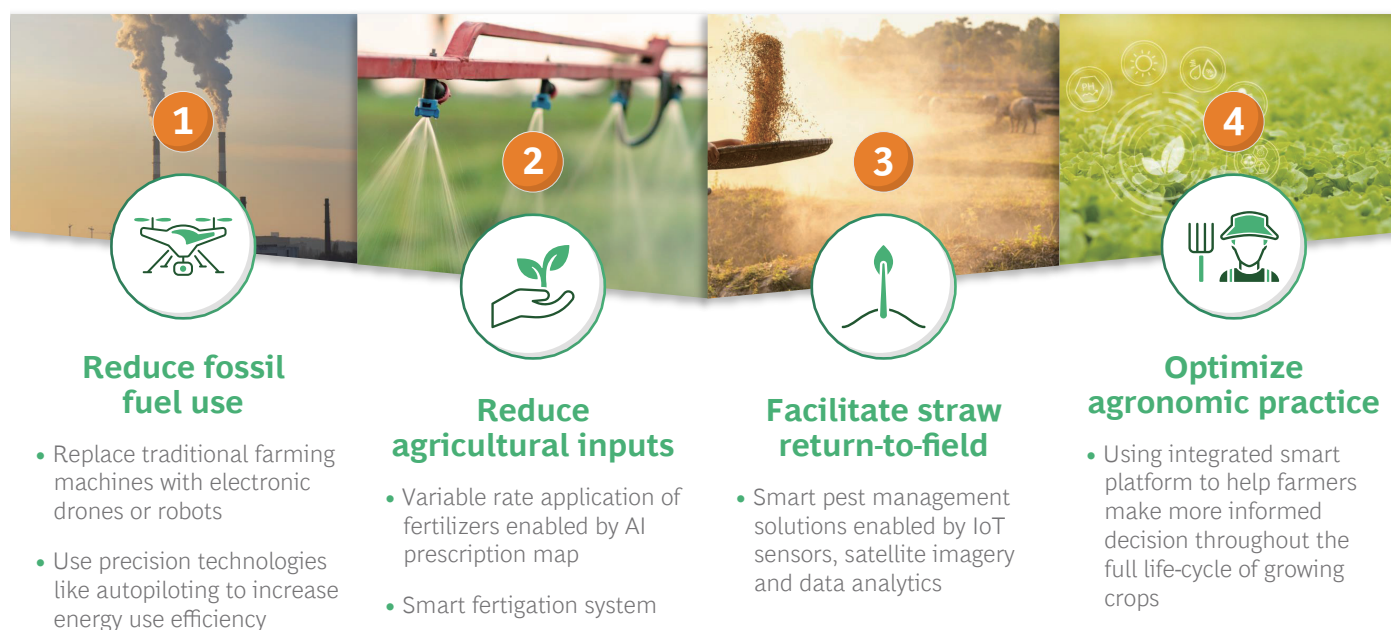 1
Reduce fossil
fuel use
• Replace traditional farming
machines with electronic
drones or robots
• Use precision technologies
like autopiloting to increase
energy use efficiency
2
Reduce
agricultural inputs
• Variable rate application of
fertilizers enabled by AI
prescription map
• Smart fertigation system
3
Facilitate straw
return-to-field
• Smart pest management
solutions enabled by IoT
sensors, satellite imagery
and data analytics
4
PH
Optimize
agronomic practice
• Using integrated smart
platform to help farmers
make more informed
decision throughout the
full life-cycle of growing
crops